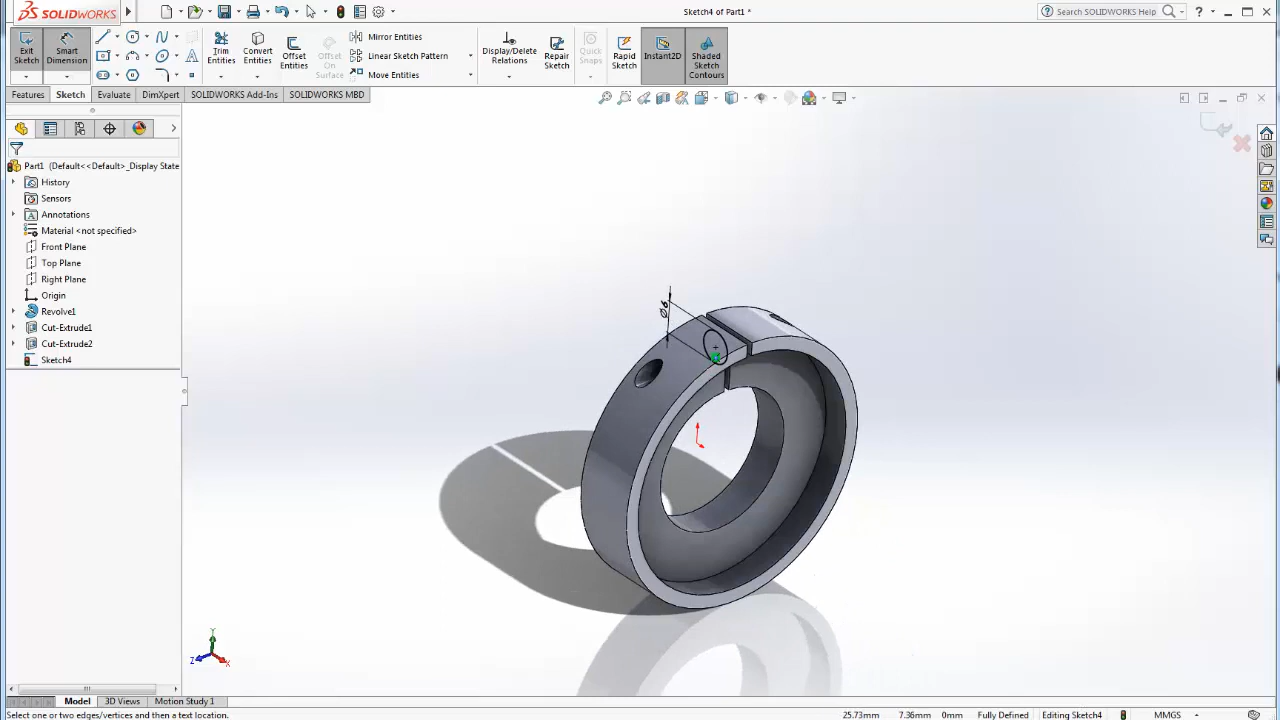 SOLIDWORKS
Sketch4 of Part1 *
Search SOLIDWORKS Help
Exit Sketch
Smart Dimension
Trim Entities
Convert Entities
Offset Entities
Offset On Surface
Mirror Entities
Linear Sketch Pattern
Move Entities
Display/Delete Relations
Repair Sketch
Quick Snaps
Rapid Sketch
Instant2D
Shaded Sketch Contours
Features
Sketch
Evaluate
DimXpert
SOLIDWORKS Add-Ins
SOLIDWORKS MBD
Part1 (Default<<Default>_Display State
History
Sensors
Annotations
Material <not specified>
Front Plane
Top Plane
Right Plane
Origin
Revolve1
Cut-Extrude1
Cut-Extrude2
Sketch4
Ø6
Y
Z
X
Model
3D Views
Motion Study 1
Select one or two edges/vertices and then a text location.
25.73mm
7.36mm
0mm
Fully Defined
Editing Sketch4
MMGS